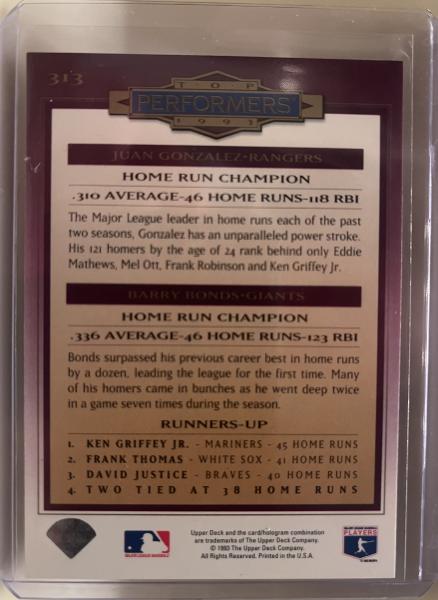 313
TOP
PERFORMERS
1993
JUAN GONZALEZ•RANGERS
HOME RUN CHAMPION
.310 AVERAGE-46 HOME RUNS-118 RBI
The Major League leader in home runs each of the past
two seasons, Gonzalez has an unparalleled power stroke.
His 121 homers by the age of 24 rank behind only Eddie
Mathews, Mel Ott, Frank Robinson and Ken Griffey Jr.
BARRY BONDS•GIANTS
HOME RUN CHAMPION
.336 AVERAGE-46 HOME RUNS-123 RBI
Bonds surpassed his previous career best in home runs
by a dozen, leading the league for the first time. Many
of his homers came in bunches as he went deep twice
in a game seven times during the season.
RUNNERS-UP
1. KEN GRIFFEY JR. - MARINERS - 45 HOME RUNS
2. FRANK THOMAS - WHITE SOX - 41 HOME RUNS
3. DAVID JUSTICE - BRAVES - 40 HOME RUNS
4. TWO TIED AT 38 HOME RUNS
Upper Deck and the card/hologram combination
are trademarks of The Upper Deck Company.
© 1993 The Upper Deck Company.
All Rights Reserved. Printed in the U.S.A.
MAJOR LEAGUE BASEBALL
PLAYERS